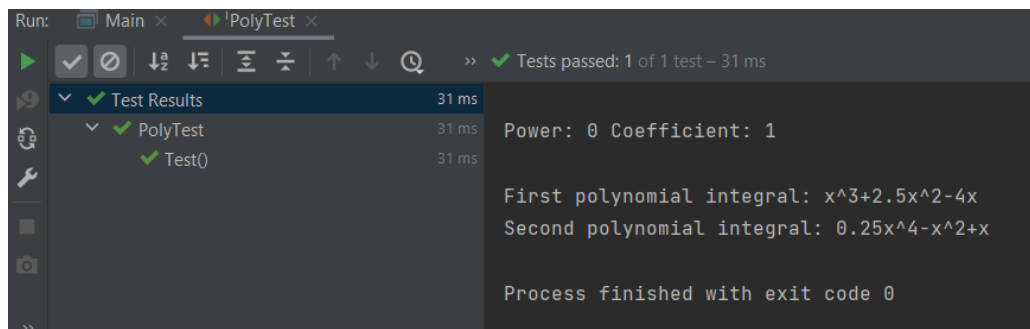 Run: Main × PolyTest ×
» Tests passed: 1 of 1 test – 31 ms
Test Results 31 ms
PolyTest 31 ms
Test() 31 ms
Power: 0 Coefficient: 1
First polynomial integral: x^3+2.5x^2-4x
Second polynomial integral: 0.25x^4-x^2+x
Process finished with exit code 0